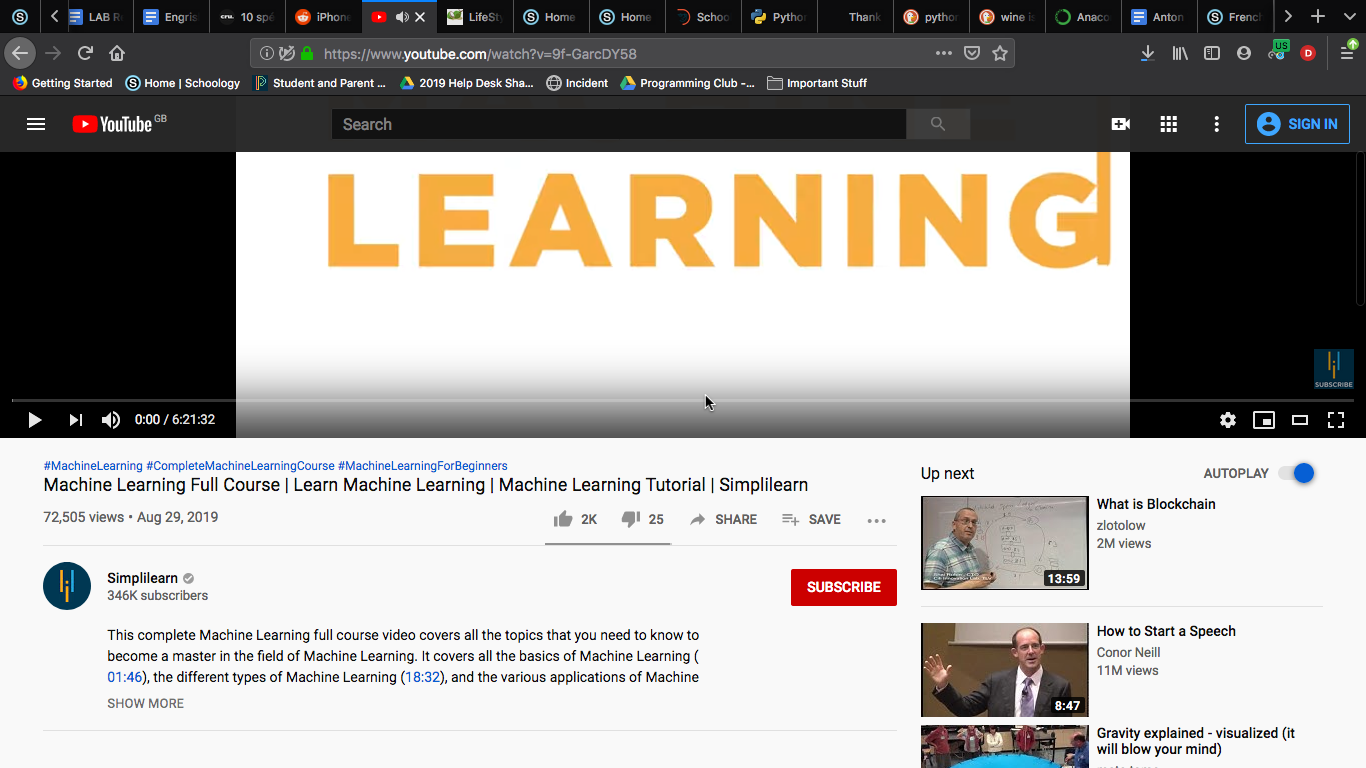 LAB R
Engris
10 spé
iPhone
LifeSt
Home
Home
Schoo
Pytho
Thank
pythor
wine is
Anaco
Anton
French
https://www.youtube.com/watch?v=9f-GarcDY58
US
D
Getting Started
Home | Schoology
Student and Parent ...
2019 Help Desk Sha...
Incident
Programming Club -...
Important Stuff
YouTube GB
Search
SIGN IN
LEARNING
SUBSCRIBE
0:00 / 6:21:32
#MachineLearning #CompleteMachineLearningCourse #MachineLearningForBeginners
Machine Learning Full Course | Learn Machine Learning | Machine Learning Tutorial | Simplilearn
72,505 views • Aug 29, 2019
2K
25
SHARE
SAVE
Simplilearn
346K subscribers
SUBSCRIBE
This complete Machine Learning full course video covers all the topics that you need to know to
become a master in the field of Machine Learning. It covers all the basics of Machine Learning (
01:46), the different types of Machine Learning (18:32), and the various applications of Machine
SHOW MORE
Up next
AUTOPLAY
13:59
What is Blockchain
zlotolow
2M views
8:47
How to Start a Speech
Conor Neill
11M views
Gravity explained - visualized (it
will blow your mind)